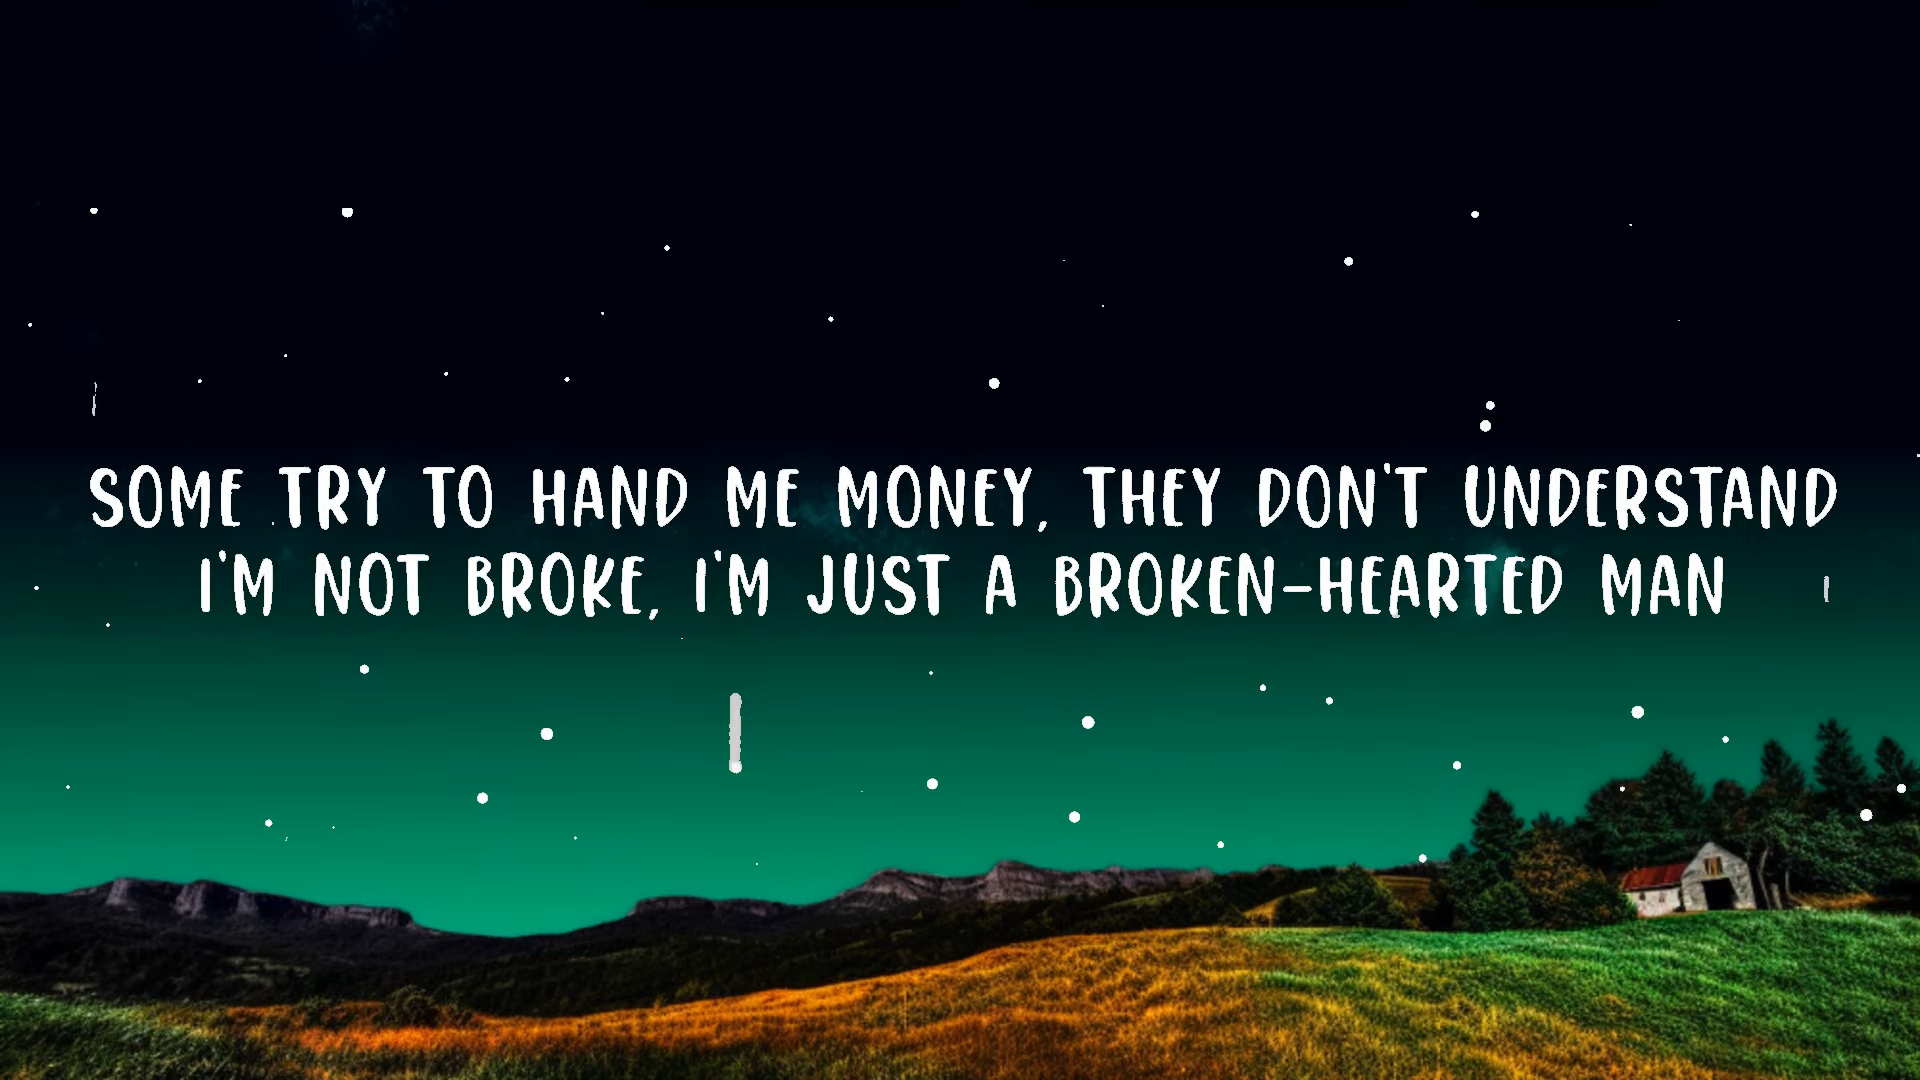 SOME TRY TO HAND ME MONEY, THEY DON'T UNDERSTAND
I'M NOT BROKE, I'M JUST A BROKEN-HEARTED MAN